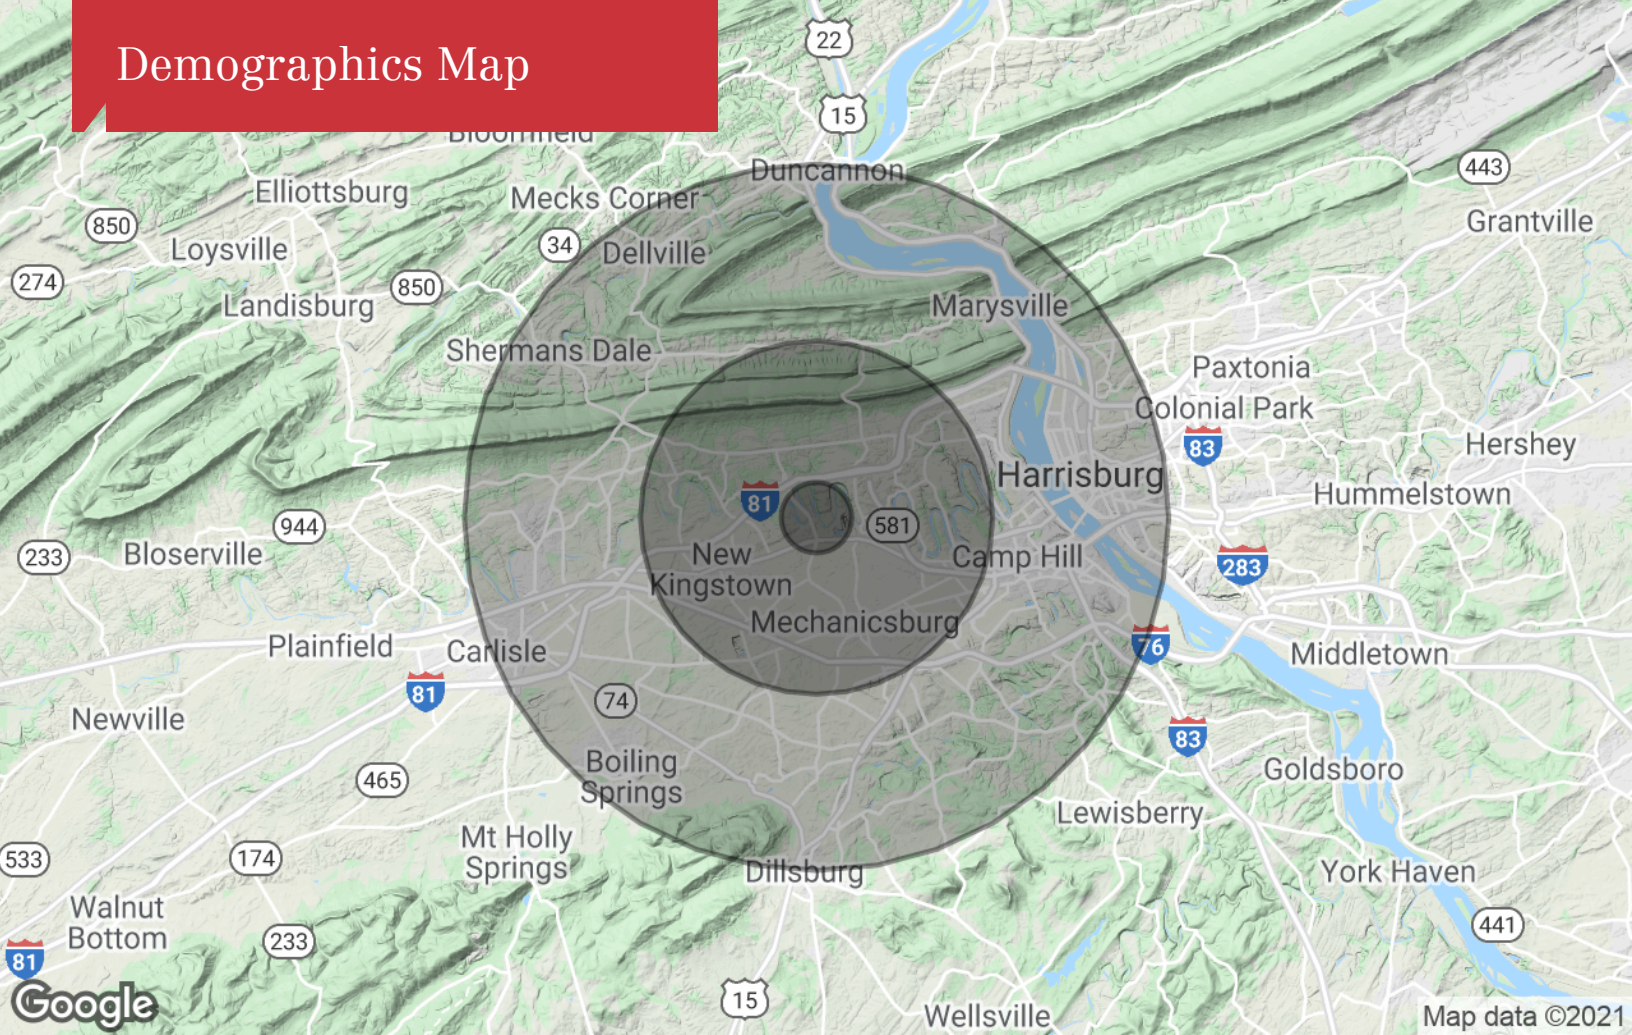 Demographics Map
22
15
Bloomfield
Duncannon
443
Elliottsburg
Mecks Corner
850
Grantville
34
Loysville
Dellville
274
850
Landisburg
Marysville
Shermans Dale
Paxtonia
Colonial Park
83
Hershey
Harrisburg
Hummelstown
81
944
581
233
Bloserville
New
Kingstown
Camp Hill
283
Mechanicsburg
Plainfield
Carlisle
76
Middletown
81
74
Newville
83
Boiling
Springs
465
Goldsboro
Lewisberry
Mt Holly
Springs
533
174
Dillsburg
York Haven
Walnut
Bottom
233
441
81
15
Google
Wellsville
Map data ©2021